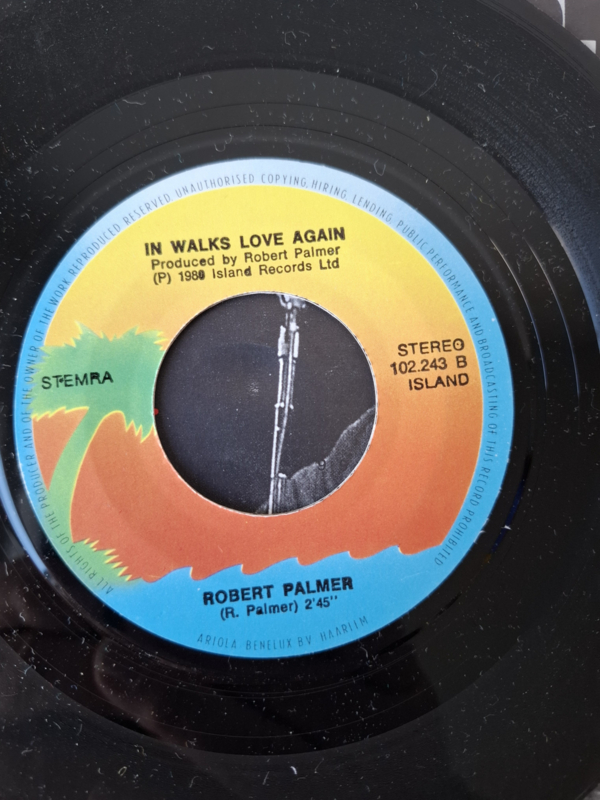 IN WALKS LOVE AGAIN
Produced by Robert Palmer
(P) 1980 Island Records Ltd
STEMRA
STEREO
102.243 B
ISLAND
ROBERT PALMER
(R. Palmer) 2'45''
ALL RIGHTS OF THE PRODUCER AND OF THE OWNER OF THE WORK REPRODUCED RESERVED UNAUTHORISED COPYING, HIRING, LENDING, PUBLIC PERFORMANCE AND BROADCASTING OF THIS RECORD PROHIBITED
ARIOLA BENELUX BV HAARLEM